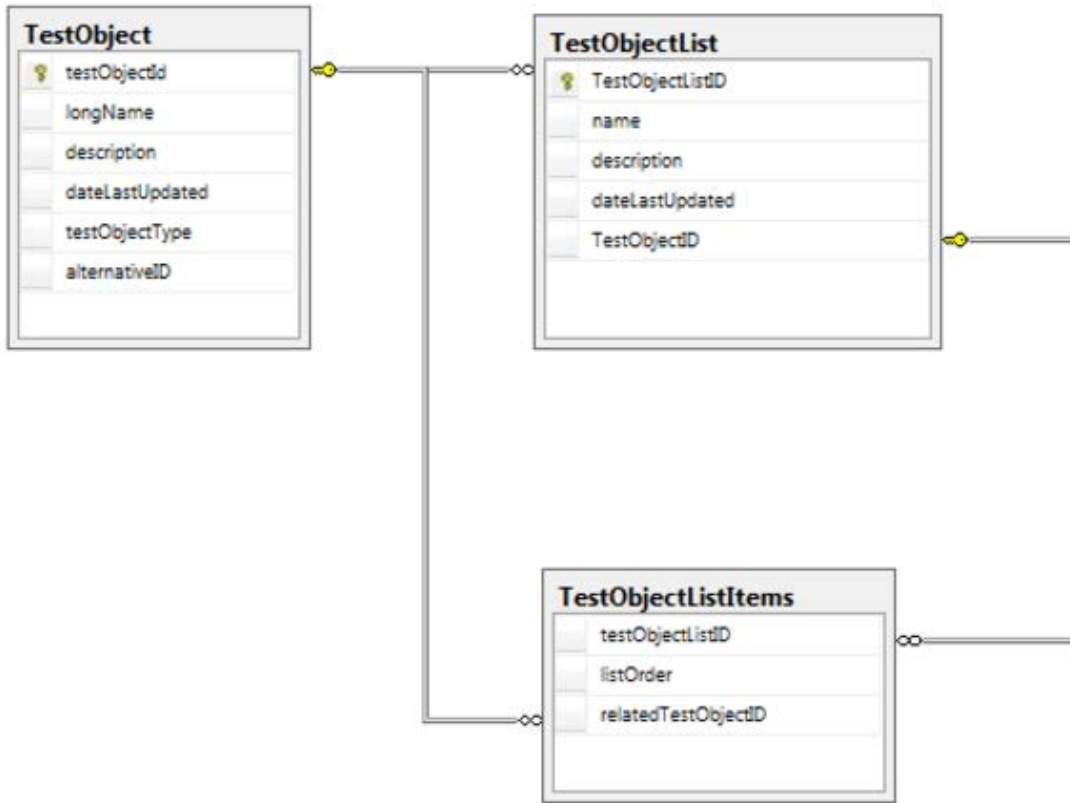 TestObject
testObjectId
longName
description
dateLastUpdated
testObjectType
alternativeID
TestObjectList
TestObjectListID
name
description
dateLastUpdated
TestObjectID
TestObjectListItems
testObjectListID
listOrder
relatedTestObjectID